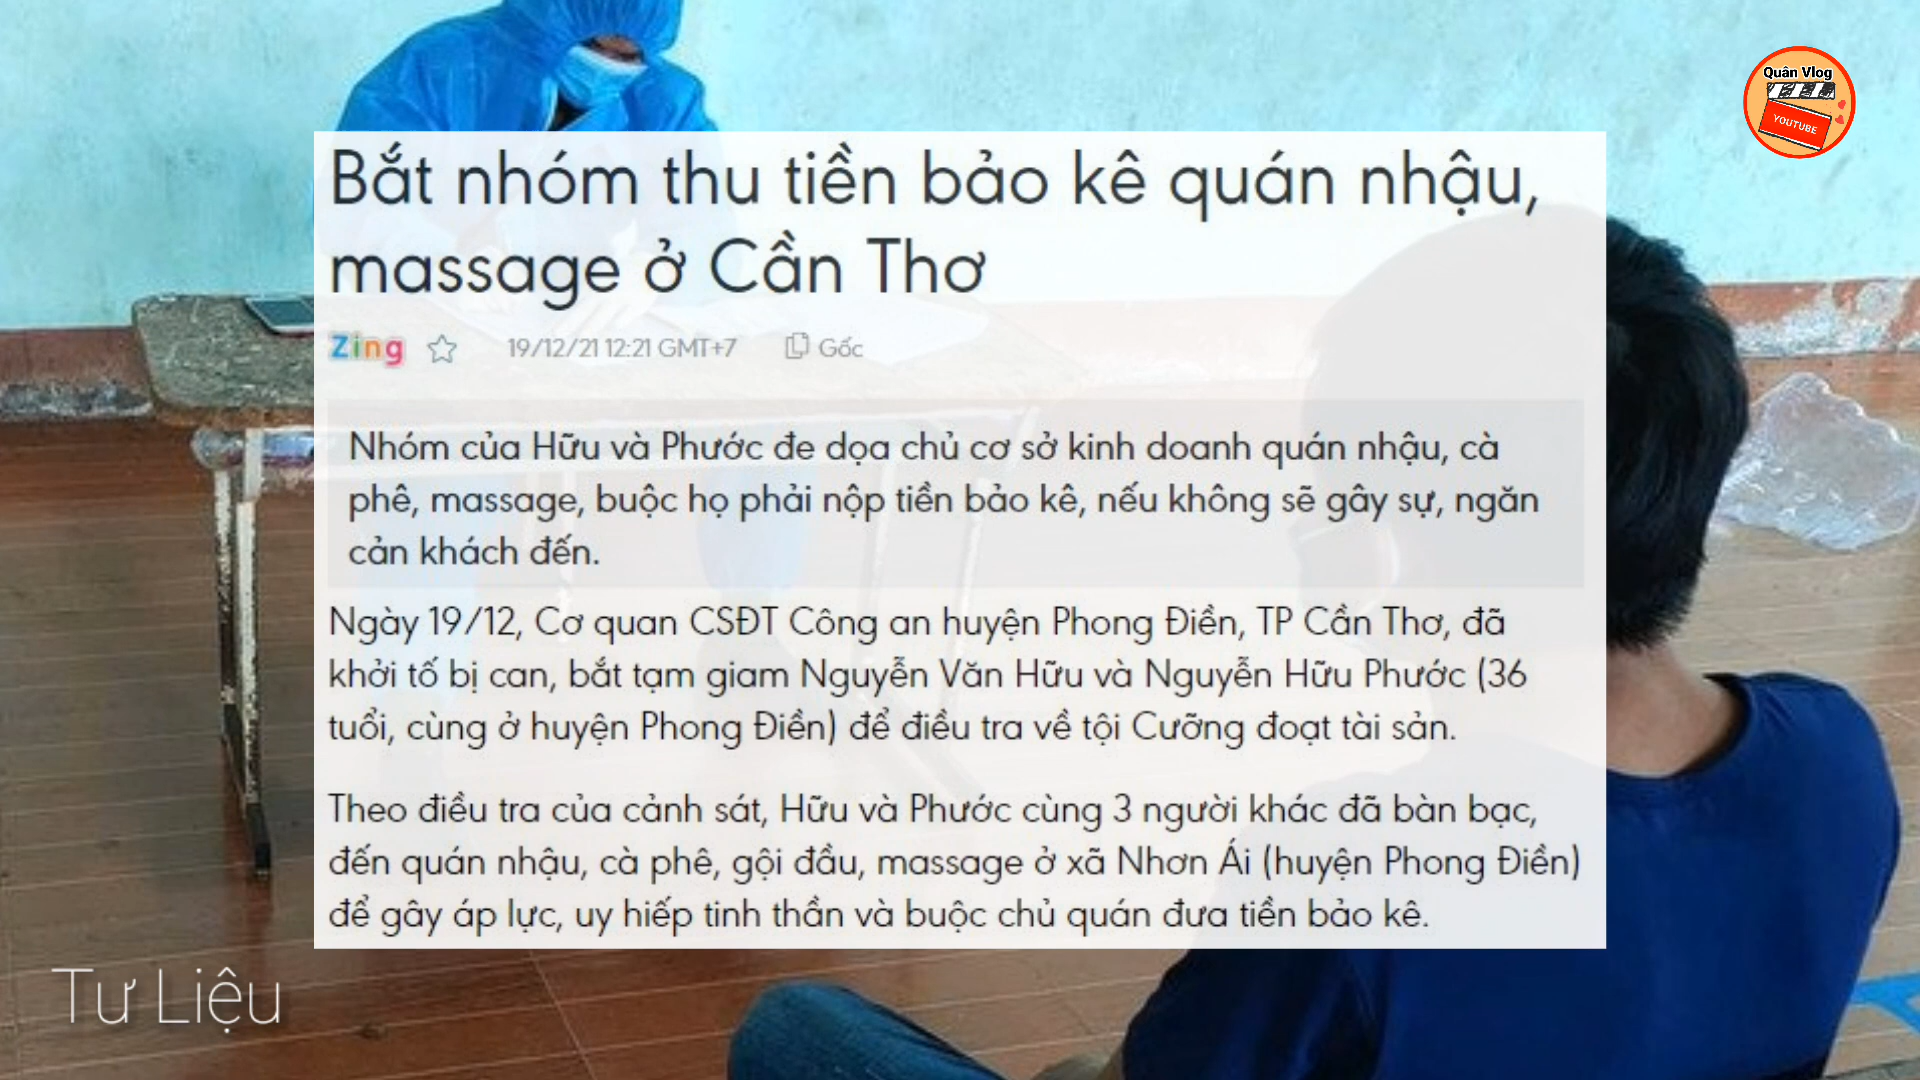 Quân Vlog
YOUTUBE
Bắt nhóm thu tiền bảo kê quán nhậu,
massage ở Cần Thơ
Zing 19/12/21 12:21 GMT+7 Gốc
Nhóm của Hữu và Phước đe dọa chủ cơ sở kinh doanh quán nhậu, cà
phê, massage, buộc họ phải nộp tiền bảo kê, nếu không sẽ gây sự, ngăn
cản khách đến.
Ngày 19/12, Cơ quan CSĐT Công an huyện Phong Điền, TP Cần Thơ, đã
khởi tố bị can, bắt tạm giam Nguyễn Văn Hữu và Nguyễn Hữu Phước (36
tuổi, cùng ở huyện Phong Điền) để điều tra về tội Cưỡng đoạt tài sản.
Theo điều tra của cảnh sát, Hữu và Phước cùng 3 người khác đã bàn bạc,
đến quán nhậu, cà phê, gội đầu, massage ở xã Nhơn Ái (huyện Phong Điền)
để gây áp lực, uy hiếp tinh thần và buộc chủ quán đưa tiền bảo kê.
Tư Liệu